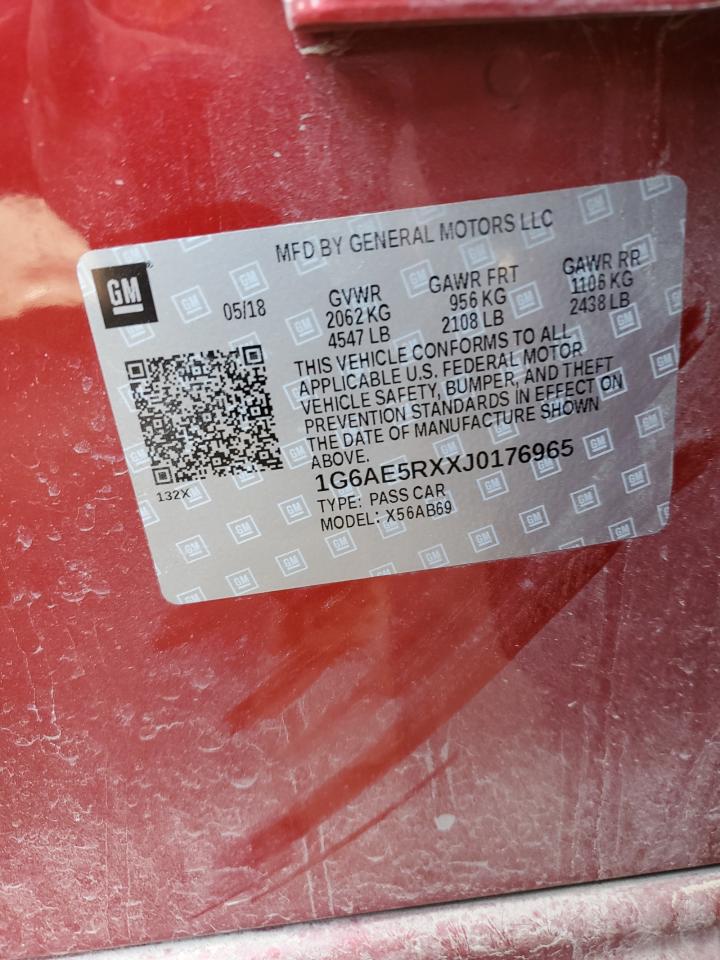 MFD BY GENERAL MOTORS LLC
GM
05/18
GVWR
2062 KG
4547 LB
GAWR FRT
956 KG
2108 LB
GAWR RR
1106 KG
2438 LB
THIS VEHICLE CONFORMS TO ALL
APPLICABLE U.S. FEDERAL MOTOR
VEHICLE SAFETY, BUMPER, AND THEFT
PREVENTION STANDARDS IN EFFECT ON
THE DATE OF MANUFACTURE SHOWN
ABOVE.
1G6AE5RXXJ0176965
132X
TYPE: PASS CAR
MODEL: X56AB69